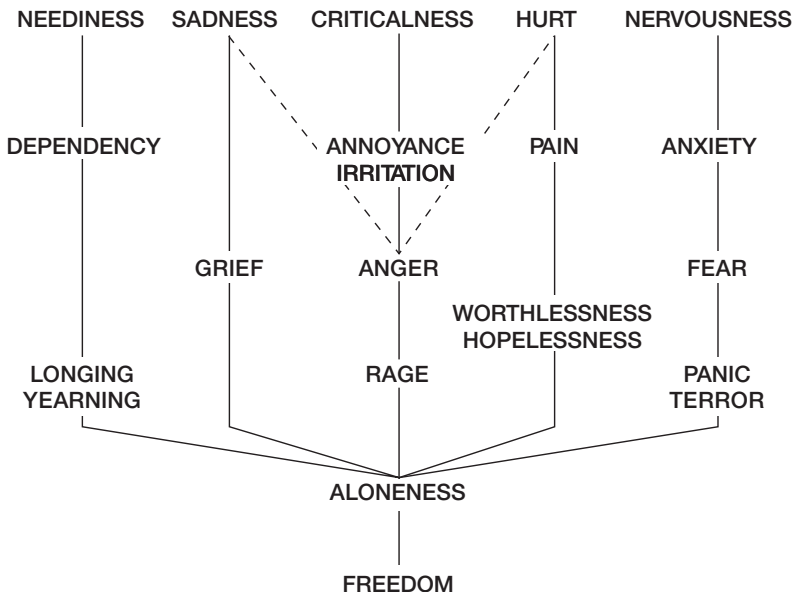 NEEDINESS SADNESS CRITICALNESS HURT NERVOUSNESS
DEPENDENCY ANNOYANCE PAIN ANXIETY
IRRITATION
GRIEF ANGER FEAR
WORTHLESSNESS
HOPELESSNESS
LONGING RAGE PANIC
YEARNING TERROR
ALONENESS
FREEDOM